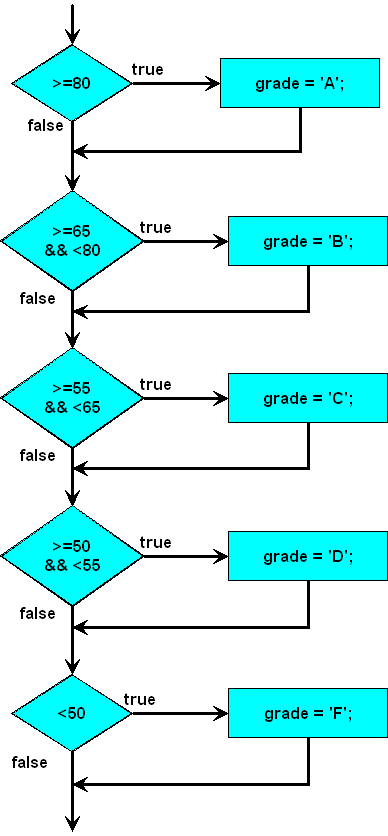 >=80
true
grade = 'A';
false
>=65
&& <80
true
grade = 'B';
false
>=55
&& <65
true
grade = 'C';
false
>=50
&& <55
true
grade = 'D';
false
<50
true
grade = 'F';
false